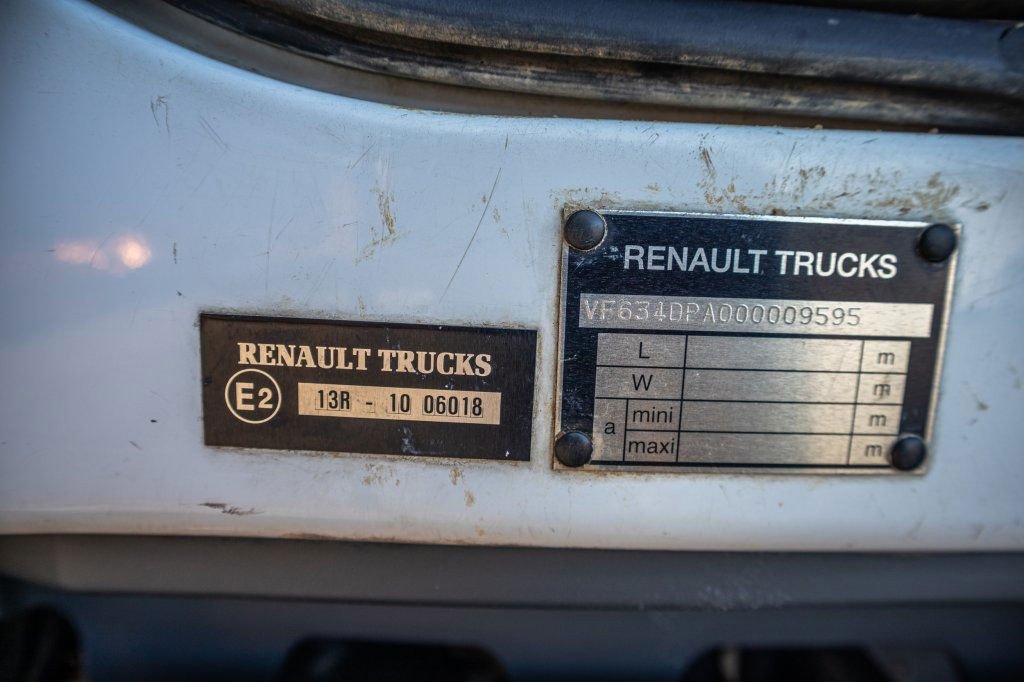 RENAULT TRUCKS
E2 13R - 10 06018
RENAULT TRUCKS
VF634DPA000009595
L m
W m
a mini m
maxi m